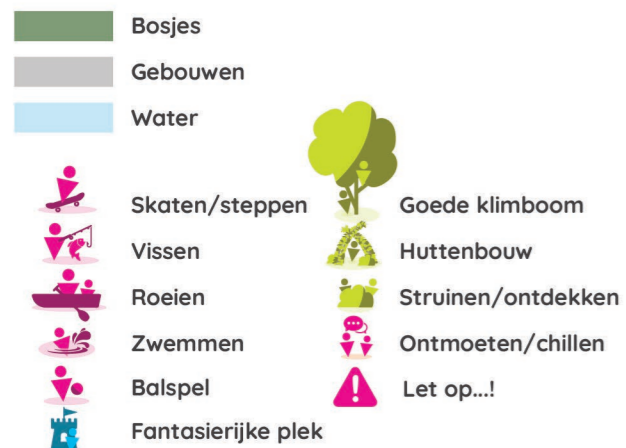 Bosjes
Gebouwen
Water
Skaten/steppen
Vissen
Roeien
Zwemmen
Balspel
Fantasierijke plek
Goede klimboom
Huttenbouw
Struinen/ontdekken
Ontmoeten/chillen
Let op...!